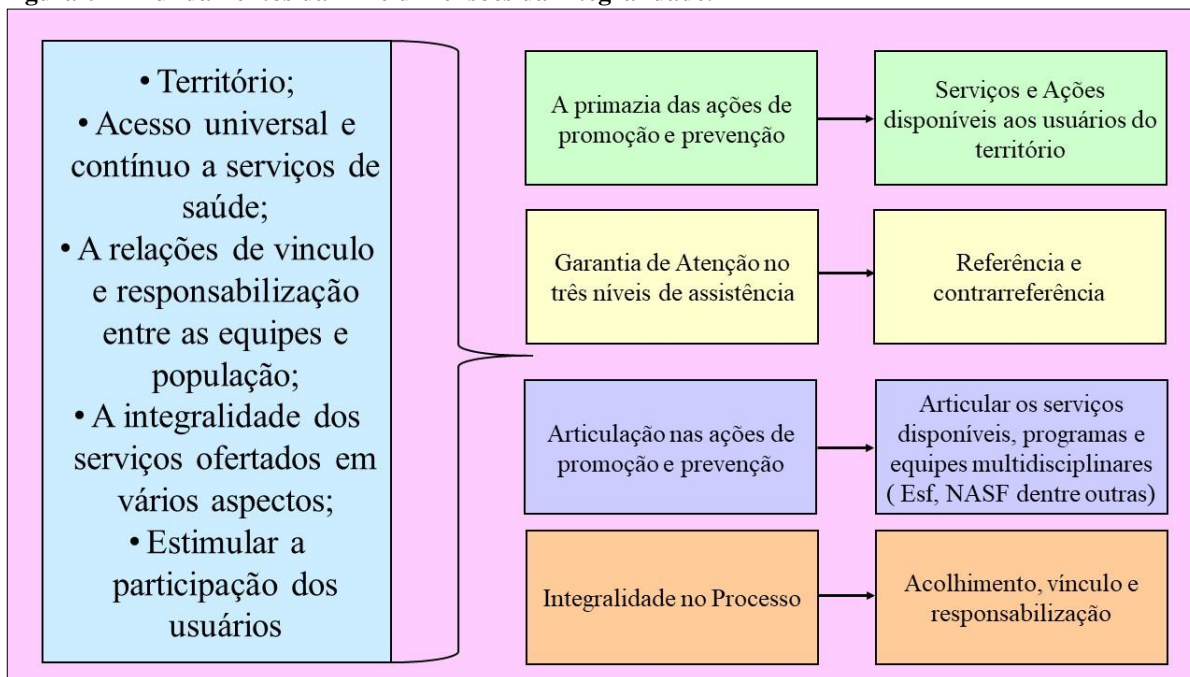 • Território;
• Acesso universal e
contínuo a serviços de
saúde;
• A relações de vinculo
e responsabilização
entre as equipes e
população;
• A integralidade dos
serviços ofertados em
vários aspectos;
• Estimular a
participação dos
usuários
A primazia das ações de
promoção e prevenção
Serviços e Ações
disponíveis aos usuários do
território
Garantia de Atenção no
três níveis de assistência
Referência e
contrarreferência
Articulação nas ações de
promoção e prevenção
Articular os serviços
disponíveis, programas e
equipes multidisciplinares
( Esf, NASF dentre outras)
Integralidade no Processo
Acolhimento, vínculo e
responsabilização